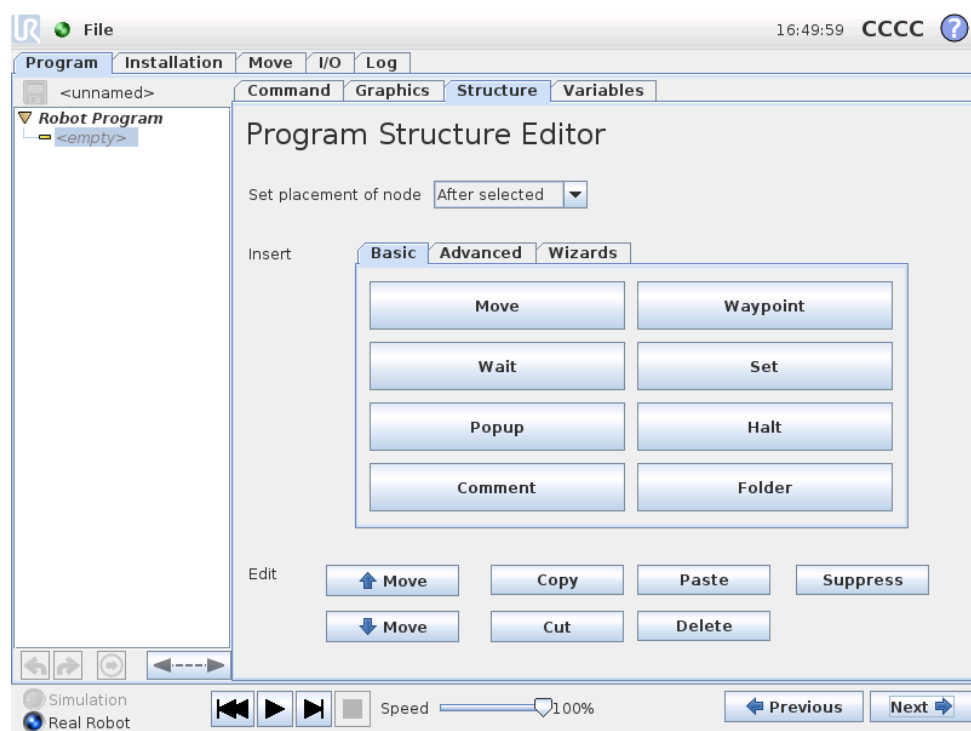 UR File 16:49:59 CCCC ?
Program Installation Move I/O Log
<unnamed> Command Graphics Structure Variables
Robot Program
<empty>
Program Structure Editor
Set placement of node After selected
Insert Basic Advanced Wizards
Move Waypoint
Wait Set
Popup Halt
Comment Folder
Edit Move Copy Paste Suppress
Move Cut Delete
Simulation
Real Robot
Speed 100% Previous Next